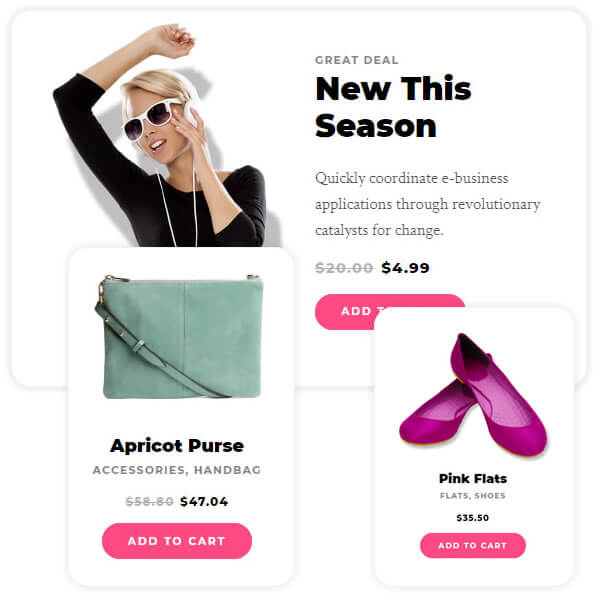 GREAT DEAL
New This
Season
Quickly coordinate e-business
applications through revolutionary
catalysts for change.
$20.00 $4.99
ADD
Apricot Purse
ACCESSORIES, HANDBAG
$58.80 $47.04
ADD TO CART
Pink Flats
FLATS, SHOES
$35.50
ADD TO CART